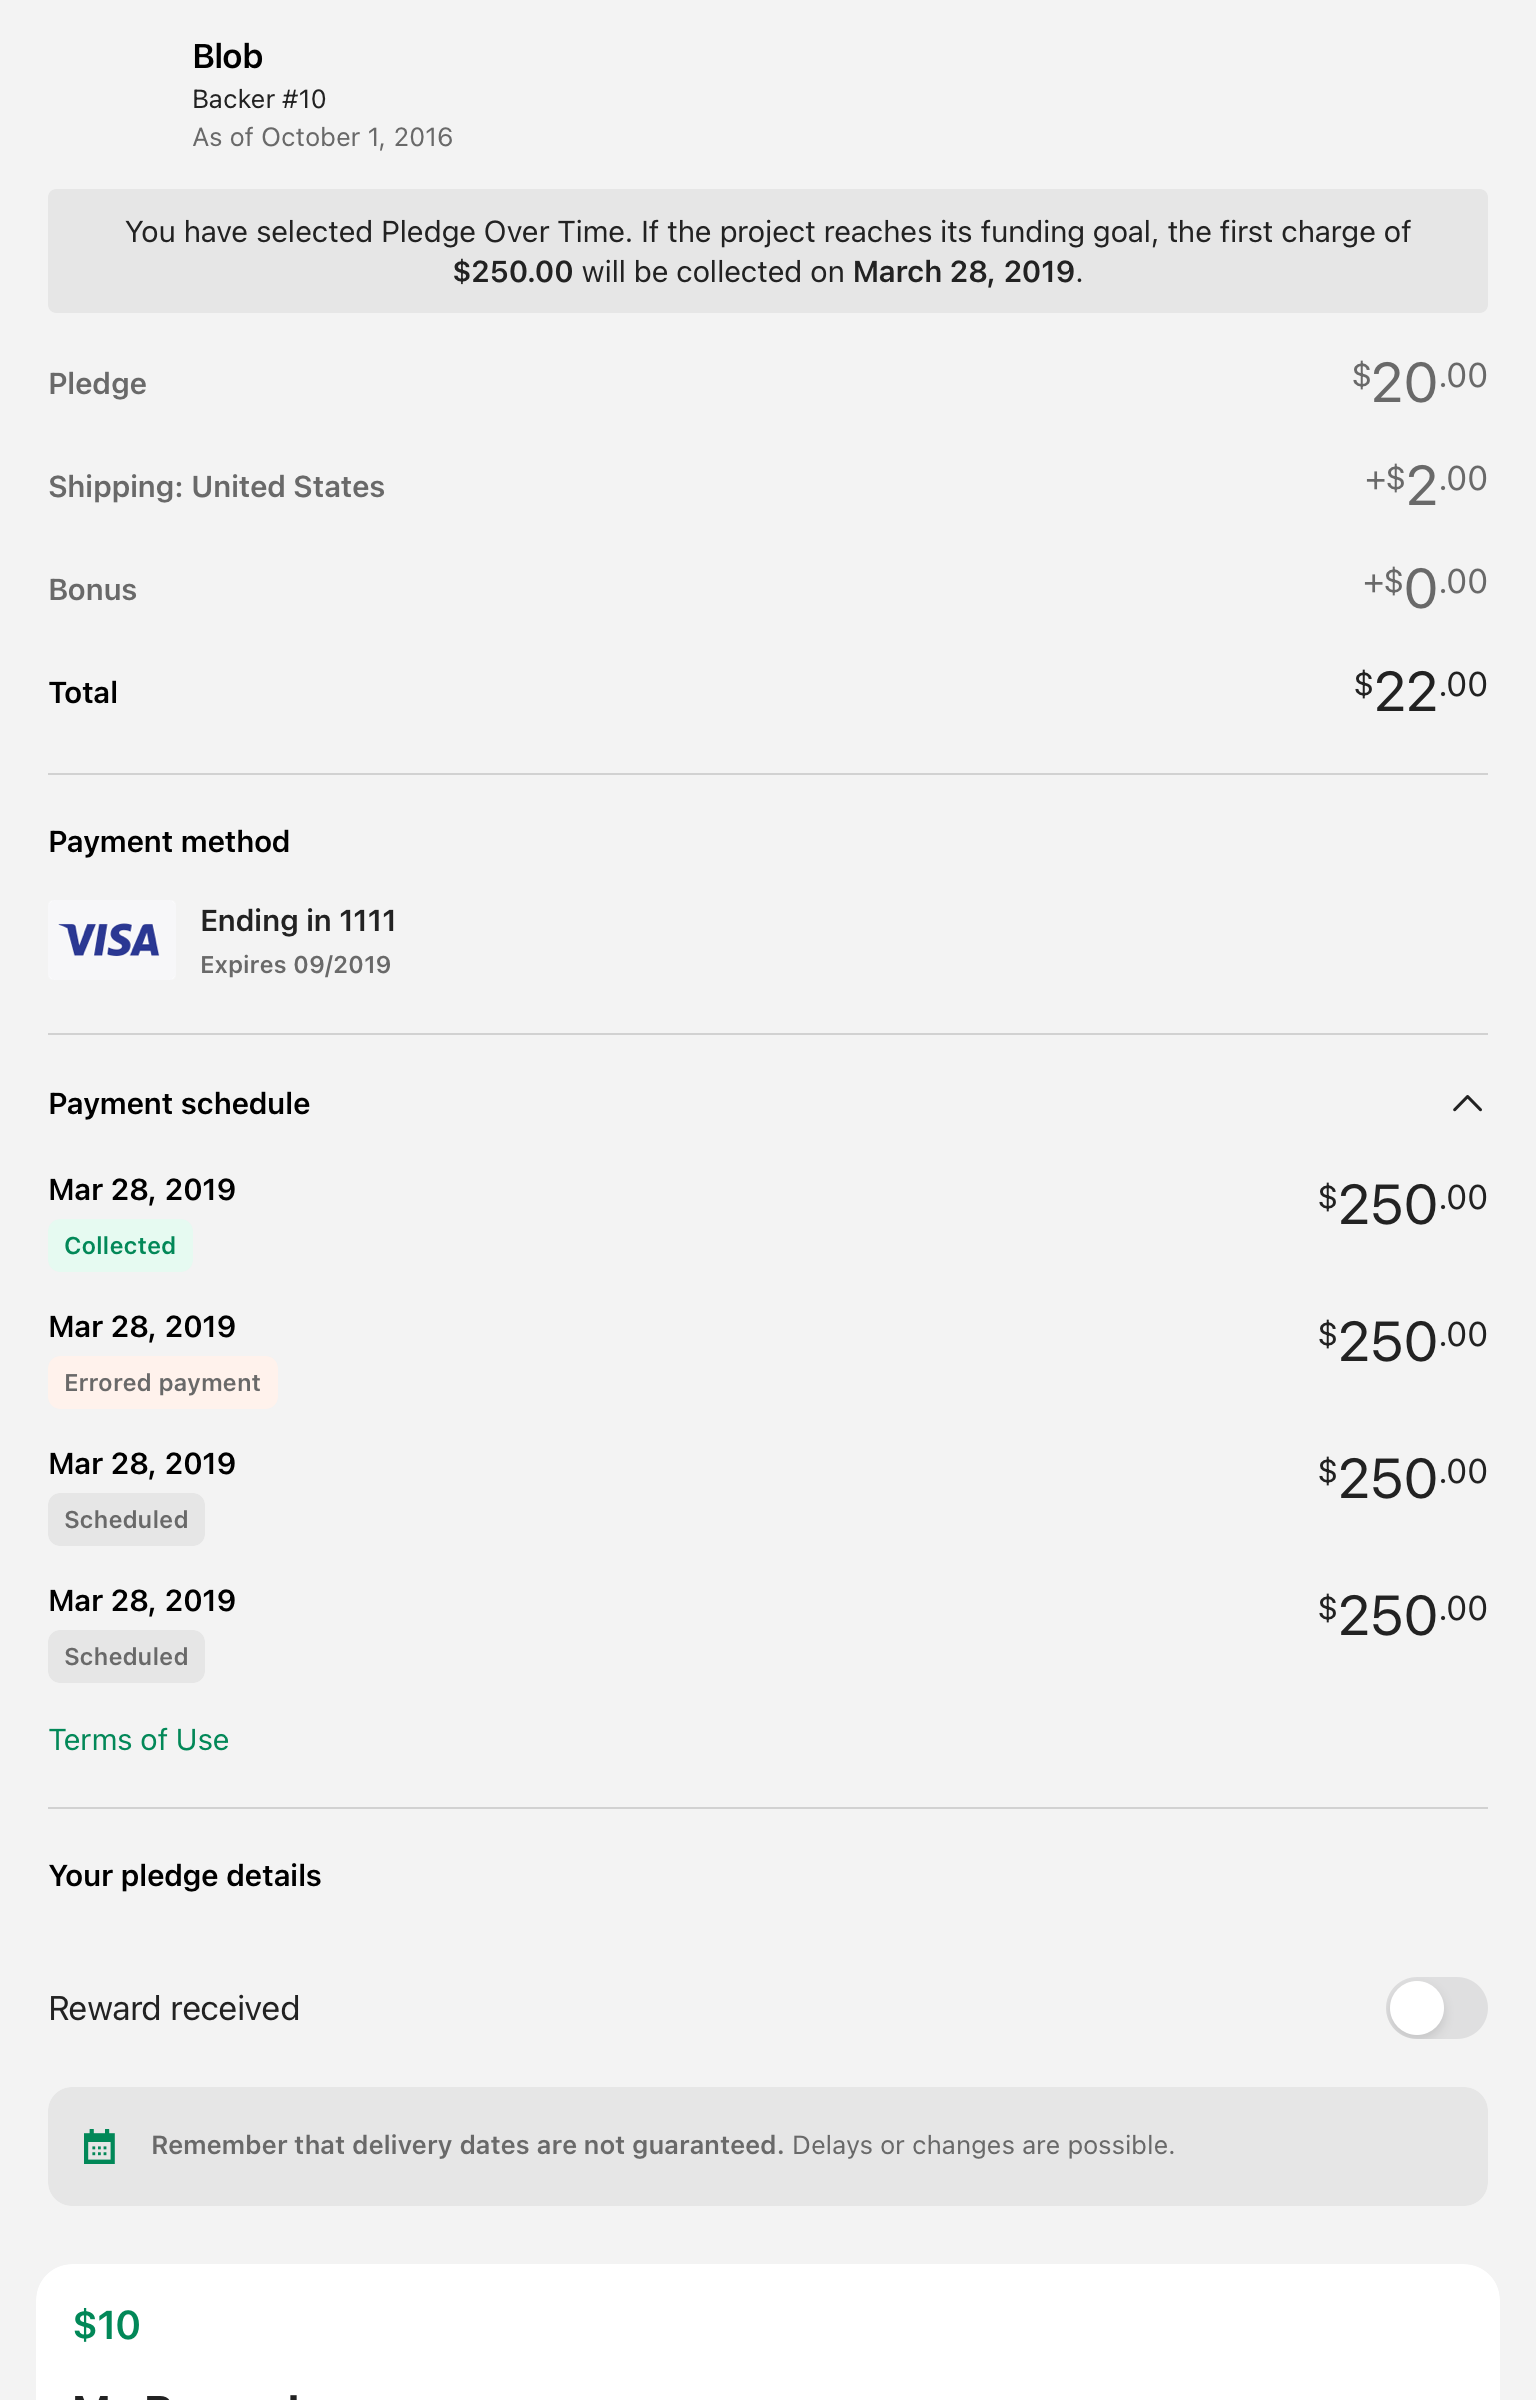 Blob
Backer #10
As of October 1, 2016
You have selected Pledge Over Time. If the project reaches its funding goal, the first charge of
$250.00 will be collected on March 28, 2019.
Pledge $20.00
Shipping: United States +$2.00
Bonus +$0.00
Total $22.00
Payment method
VISA Ending in 1111
Expires 09/2019
Payment schedule
Mar 28, 2019 $250.00
Collected
Mar 28, 2019 $250.00
Errored payment
Mar 28, 2019 $250.00
Scheduled
Mar 28, 2019 $250.00
Scheduled
Terms of Use
Your pledge details
Reward received
Remember that delivery dates are not guaranteed. Delays or changes are possible.
$10